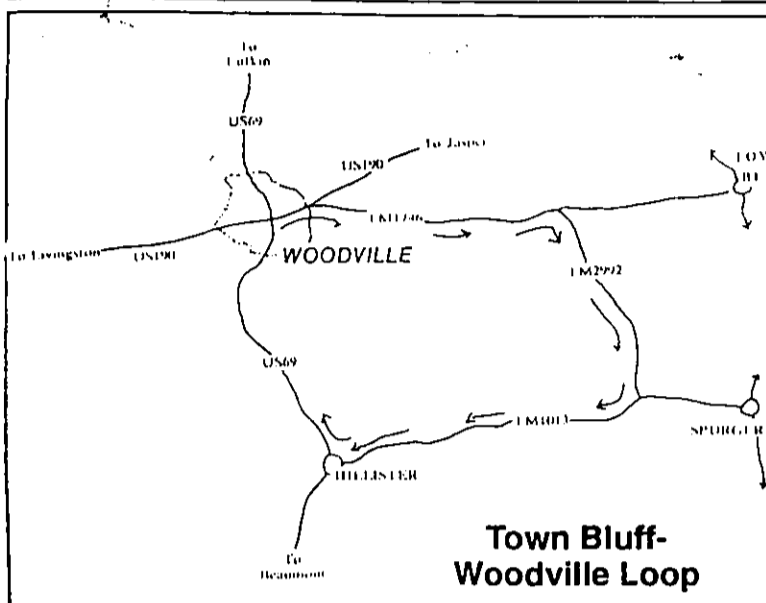 To
Lufkin
US69
US190
To Jasper
FM1746
To Livingston
US190
WOODVILLE
FM2992
US69
FM1013
SPURGER
HILLISTER
To
Beaumont
Town Bluff-
Woodville Loop